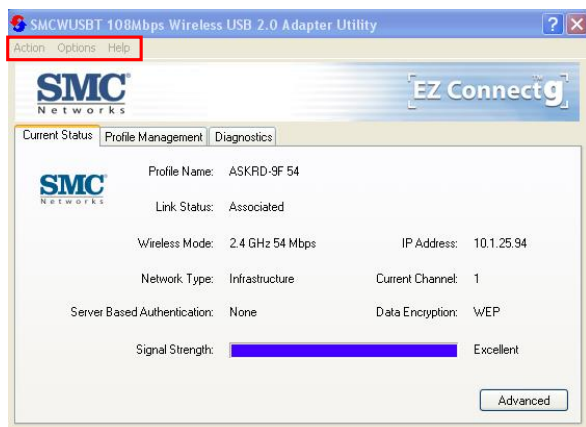 SMCWUSBT 108Mbps Wireless USB 2.0 Adapter Utility
Action Options Help
SMC®
Networks
EZ Connect™ g
Current Status Profile Management Diagnostics
SMC®
Networks
Profile Name: ASKRD-9F 54
Link Status: Associated
Wireless Mode: 2.4 GHz 54 Mbps IP Address: 10.1.25.94
Network Type: Infrastructure Current Channel: 1
Server Based Authentication: None Data Encryption: WEP
Signal Strength: Excellent
Advanced